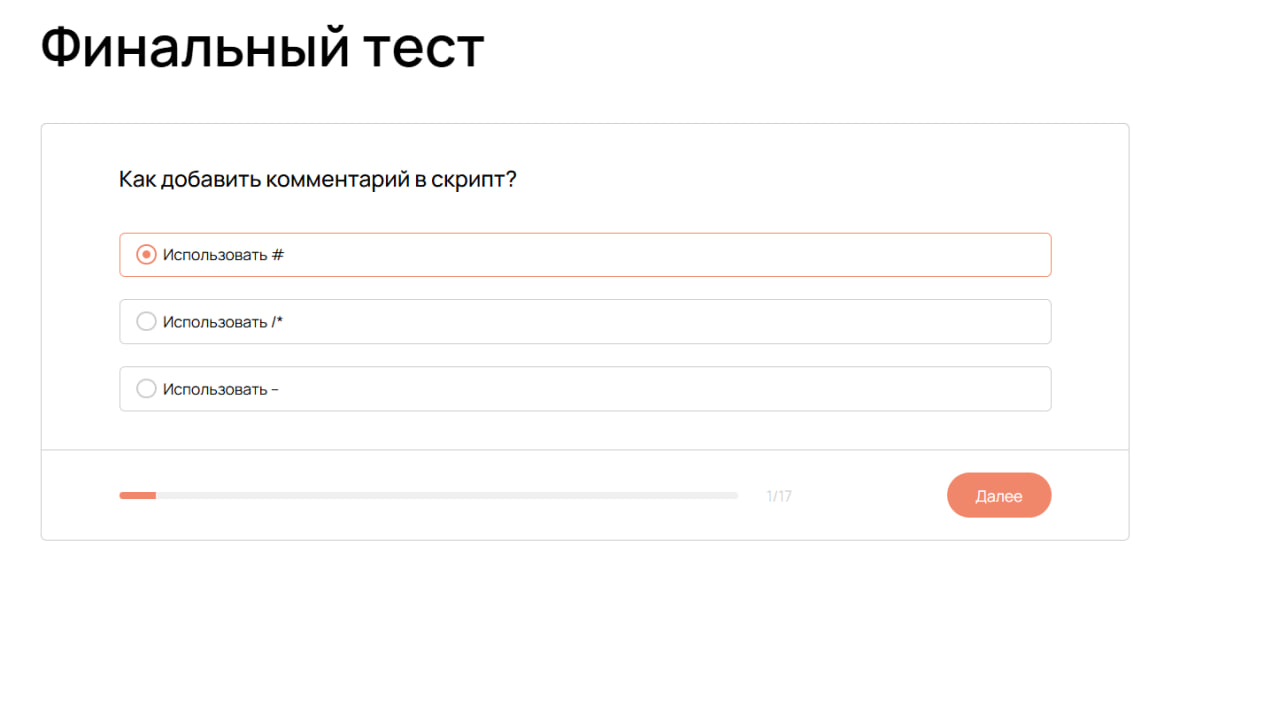 Финальный тест
Как добавить комментарий в скрипт?
Использовать #
Использовать /*
Использовать –
1/17
Далее